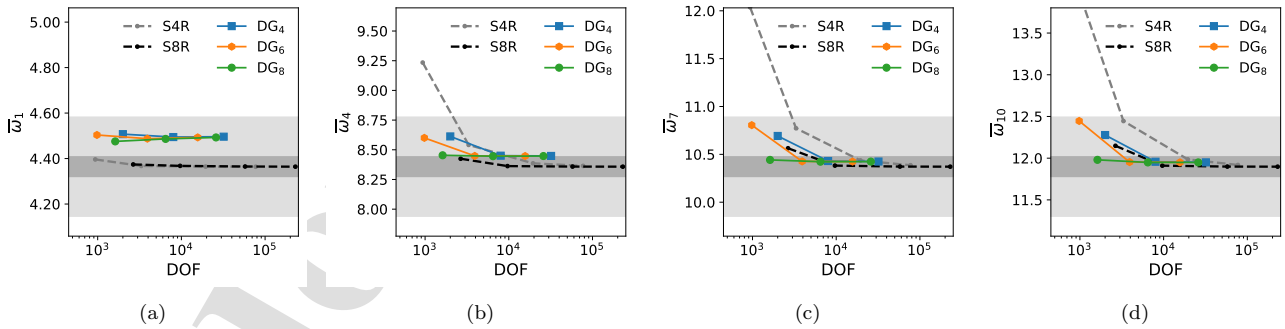 5.00
4.80
4.60
4.40
4.20
ω̅₁
S4R
S8R
DG₄
DG₆
DG₈
10³
10⁴
10⁵
DOF
(a)
9.50
9.25
9.00
8.75
8.50
8.25
8.00
ω̅₄
S4R
S8R
DG₄
DG₆
DG₈
10³
10⁴
10⁵
DOF
(b)
12.0
11.5
11.0
10.5
10.0
ω̅₇
S4R
S8R
DG₄
DG₆
DG₈
10³
10⁴
10⁵
DOF
(c)
13.5
13.0
12.5
12.0
11.5
ω̅₁₀
S4R
S8R
DG₄
DG₆
DG₈
10³
10⁴
10⁵
DOF
(d)